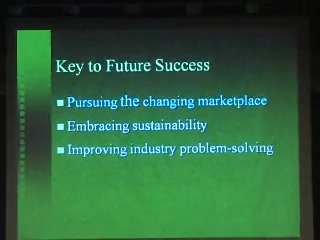 Key to Future Success
Pursuing the changing marketplace
Embracing sustainability
Improving industry problem-solving